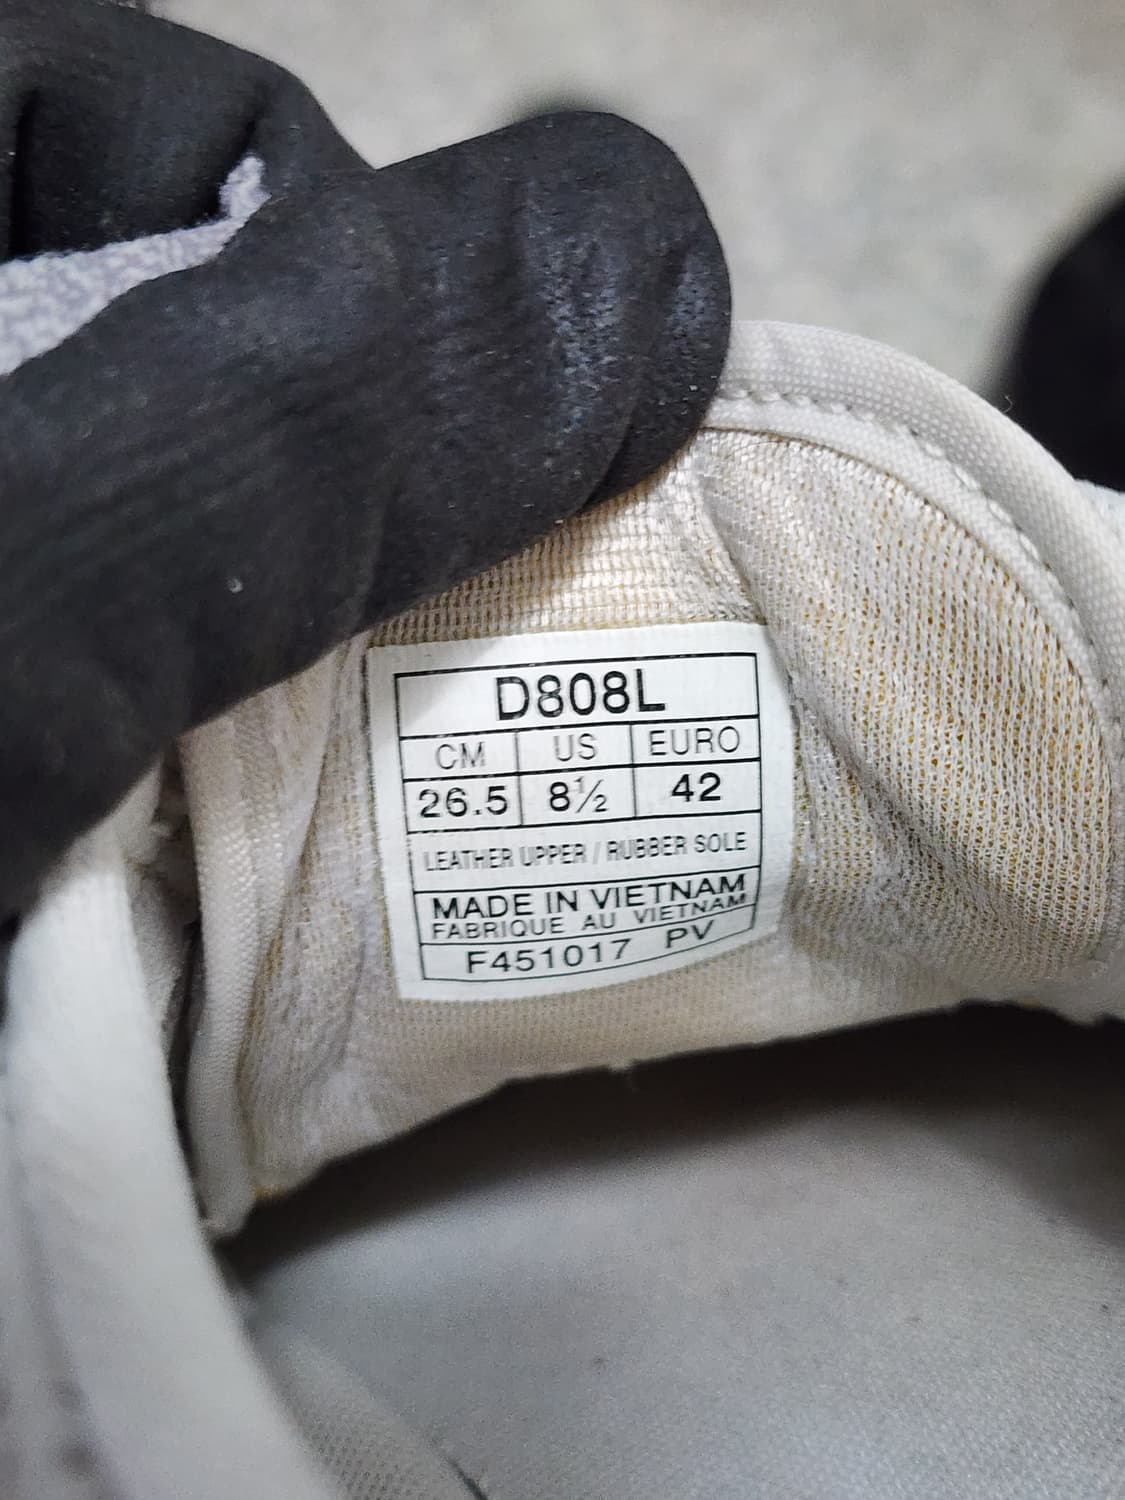 D808L
CM US EURO
26.5 8½ 42
LEATHER UPPER / RUBBER SOLE
MADE IN VIETNAM
FABRIQUE AU VIETNAM
F451017 PV